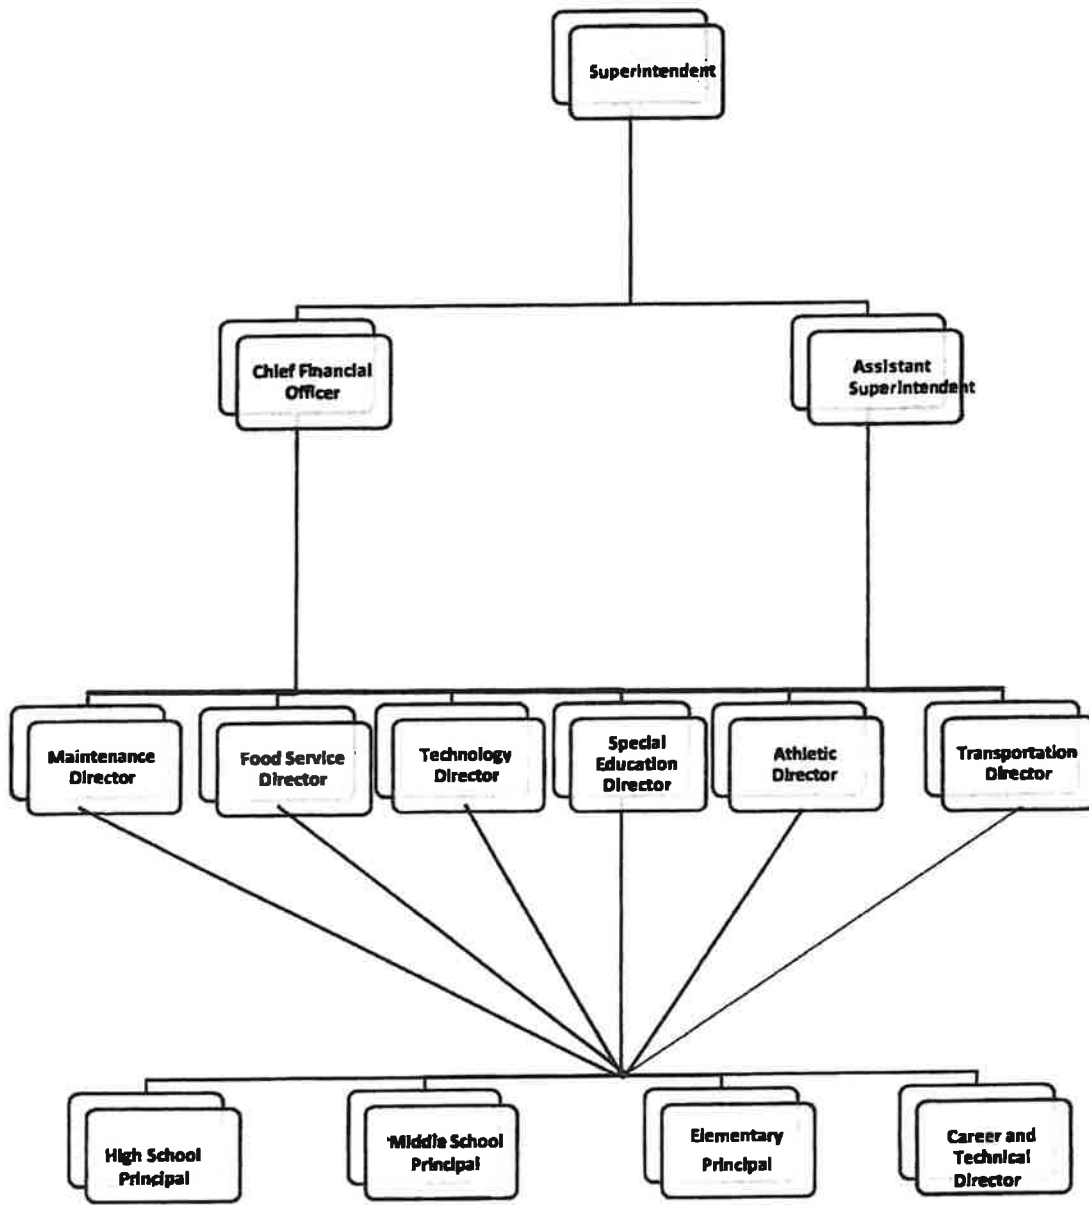 Superintendent
Chief Financial
Officer
Assistant
Superintendent
Maintenance
Director
Food Service
Director
Technology
Director
Special
Education
Director
Athletic
Director
Transportation
Director
High School
Principal
Middle School
Principal
Elementary
Principal
Career and
Technical
Director